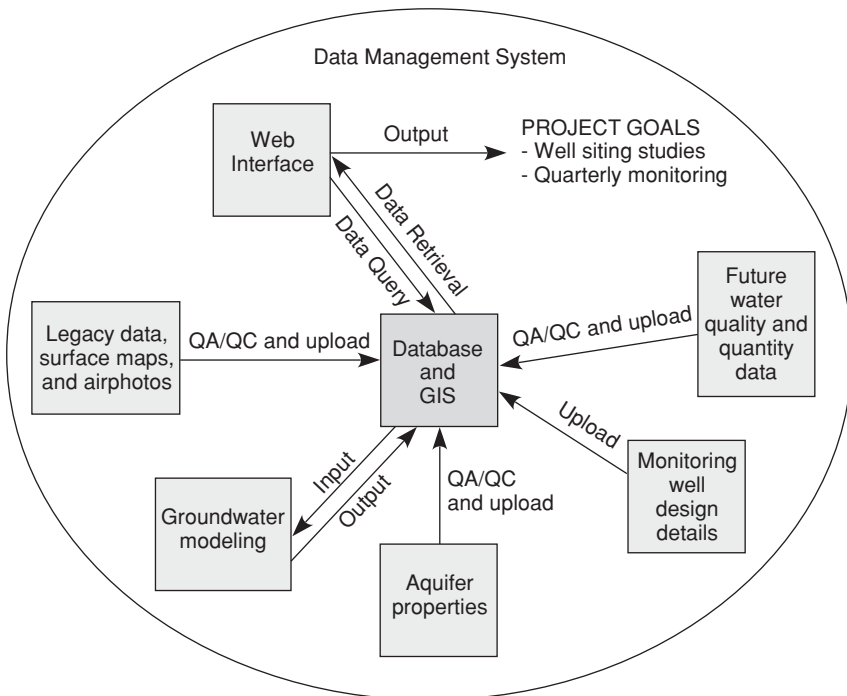 Data Management System
Web
Interface
Output
PROJECT GOALS
- Well siting studies
- Quarterly monitoring
Data Retrieval
Data Query
Legacy data,
surface maps,
and airphotos
QA/QC and upload
Database
and
GIS
QA/QC and upload
Future
water
quality and
quantity
data
Upload
Monitoring
well
design
details
Input
Output
Groundwater
modeling
QA/QC
and upload
Aquifer
properties